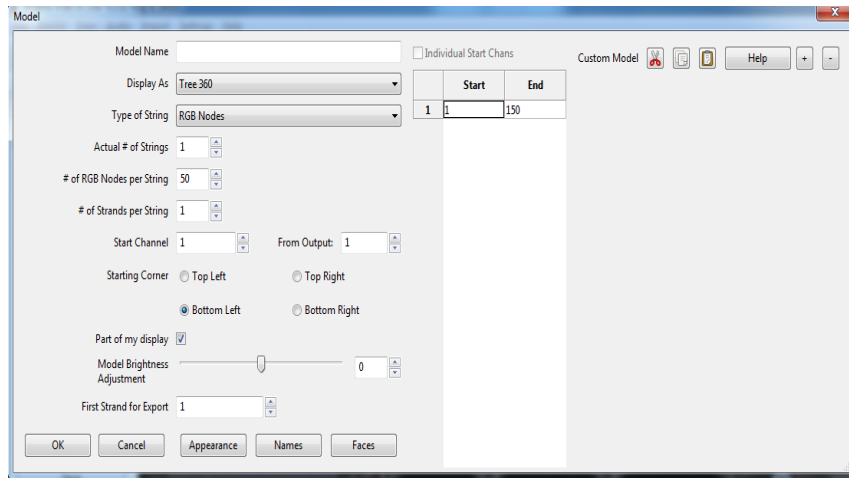 Model
Model Name
Display As Tree 360
Type of String RGB Nodes
Actual # of Strings 1
# of RGB Nodes per String 50
# of Strands per String 1
Start Channel 1 From Output: 1
Starting Corner Top Left Top Right
Bottom Left Bottom Right
Part of my display
Model Brightness Adjustment 0
First Strand for Export 1
OK Cancel Appearance Names Faces
Individual Start Chans
Start End
1 1 150
Custom Model Help + -